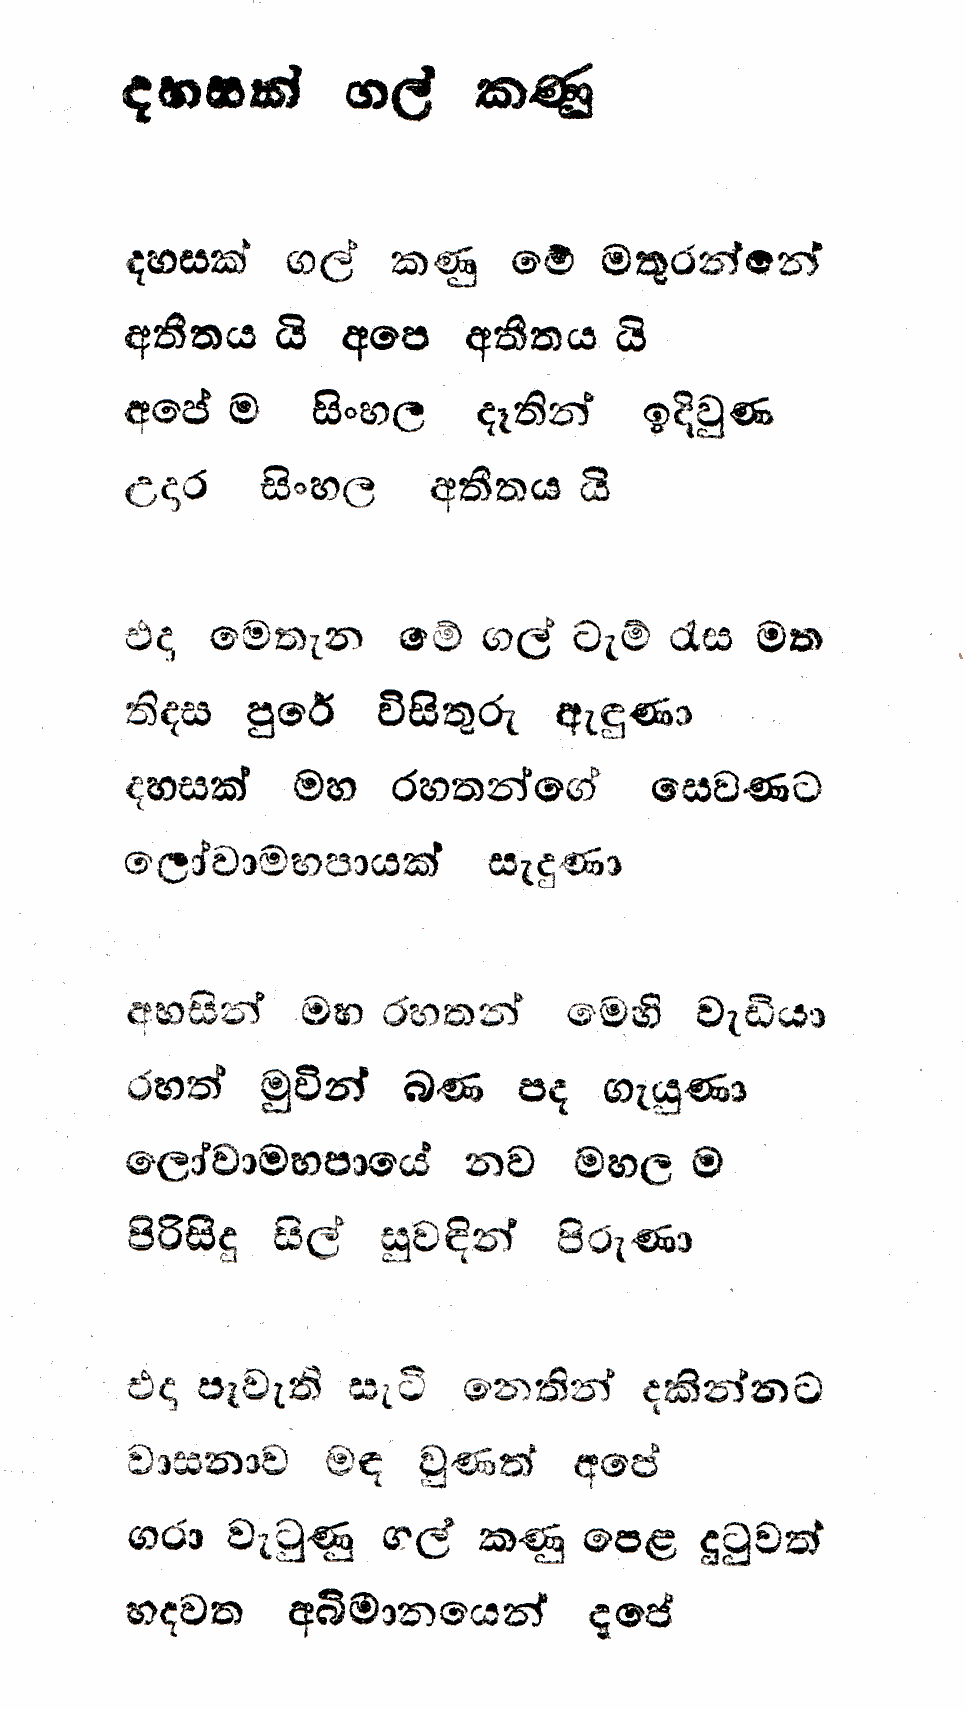 දහසක් ගල් කණු
දහසක් ගල් කණු මේ මතුරන්නේ
අතීතය යි අපෙ අතීතය යි
අපේ ම සිංහල දෑතින් ඉදිවුණ
උදාර සිංහල අතීතය යි
එදා මෙතැන මේ ගල් ටැම් රැස මත
තිදස පුරේ විසිතුරු ඇඳුණා
දහසක් මහ රහතන්ගේ සෙවණට
ලෝවාමහපායක් සැදුණා
අහසින් මහ රහතන් මෙහි වැඩියා
රහත් මුවින් බණ පද ගැයුණා
ලෝවාමහපායේ නව මහල ම
පිරිසිදු සිල් සුවඳින් පිරුණා
එදා පැවැති සැටි නෙතින් දකින්නට
වාසනාව මඳ වුණත් අපේ
ගරා වැටුණු ගල් කණු පෙළ දුටුවත්
හදවත අභිමානයෙන් දැපේ